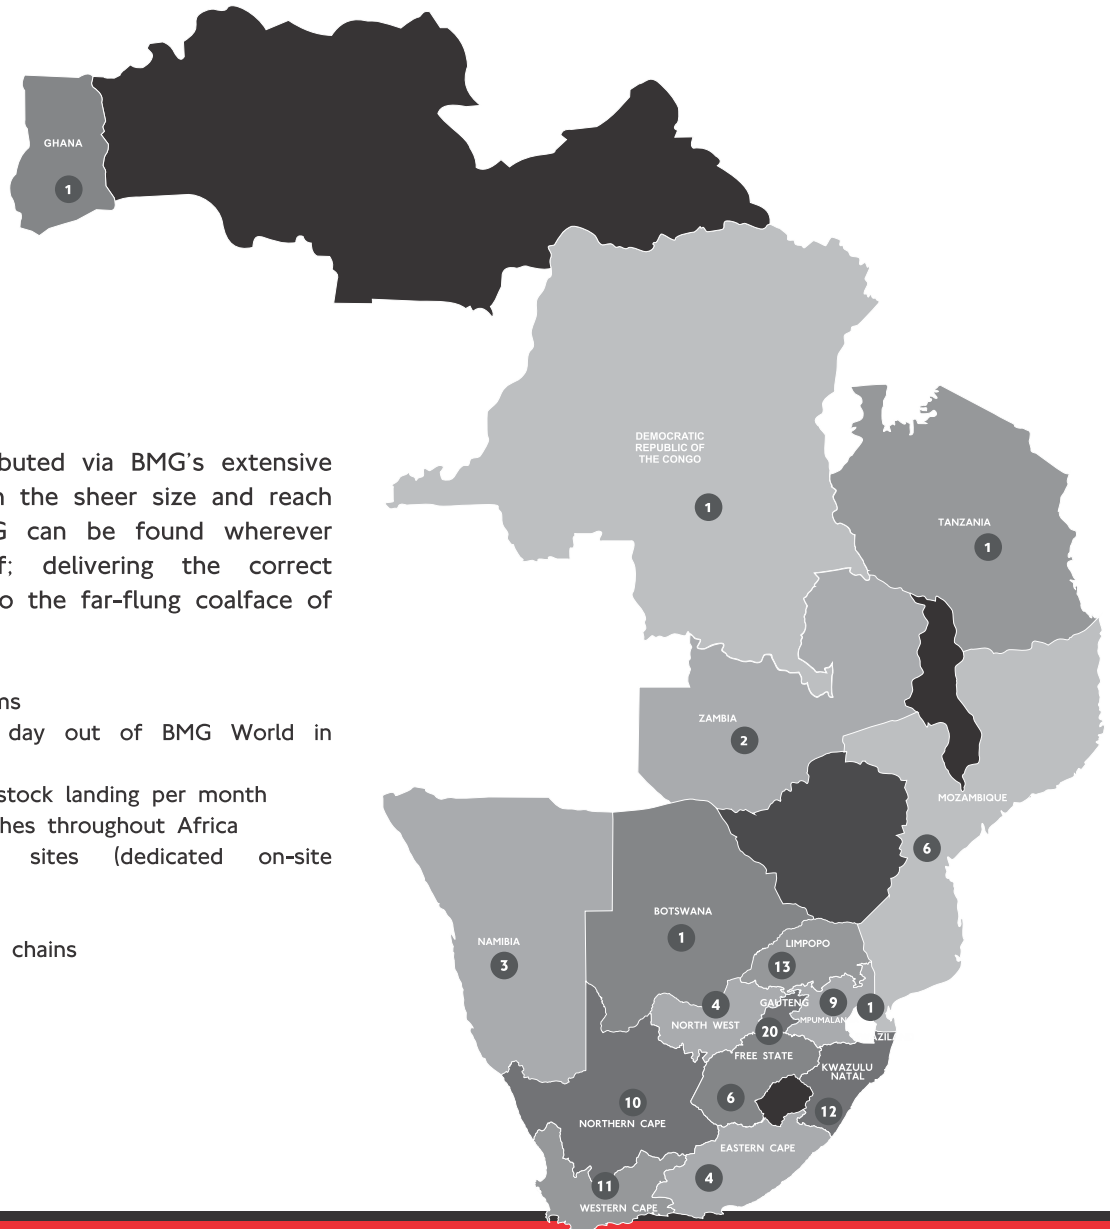 GHANA
1
buted via BMG's extensive
the sheer size and reach
can be found wherever
delivering the correct
o the far-flung coalface of
ms
day out of BMG World in
stock landing per month
hes throughout Africa
sites (dedicated on-site
chains
DEMOCRATIC
REPUBLIC OF
THE CONGO
1
TANZANIA
1
ZAMBIA
2
MOZAMBIQUE
6
BOTSWANA
1
NAMIBIA
3
LIMPOPO
13
4
NORTH WEST
GAUTENG
20
9
MPUMALAN
1
AZILA
FREE STATE
6
KWAZULU
NATAL
12
10
NORTHERN CAPE
EASTERN CAPE
4
11
WESTERN CAPE